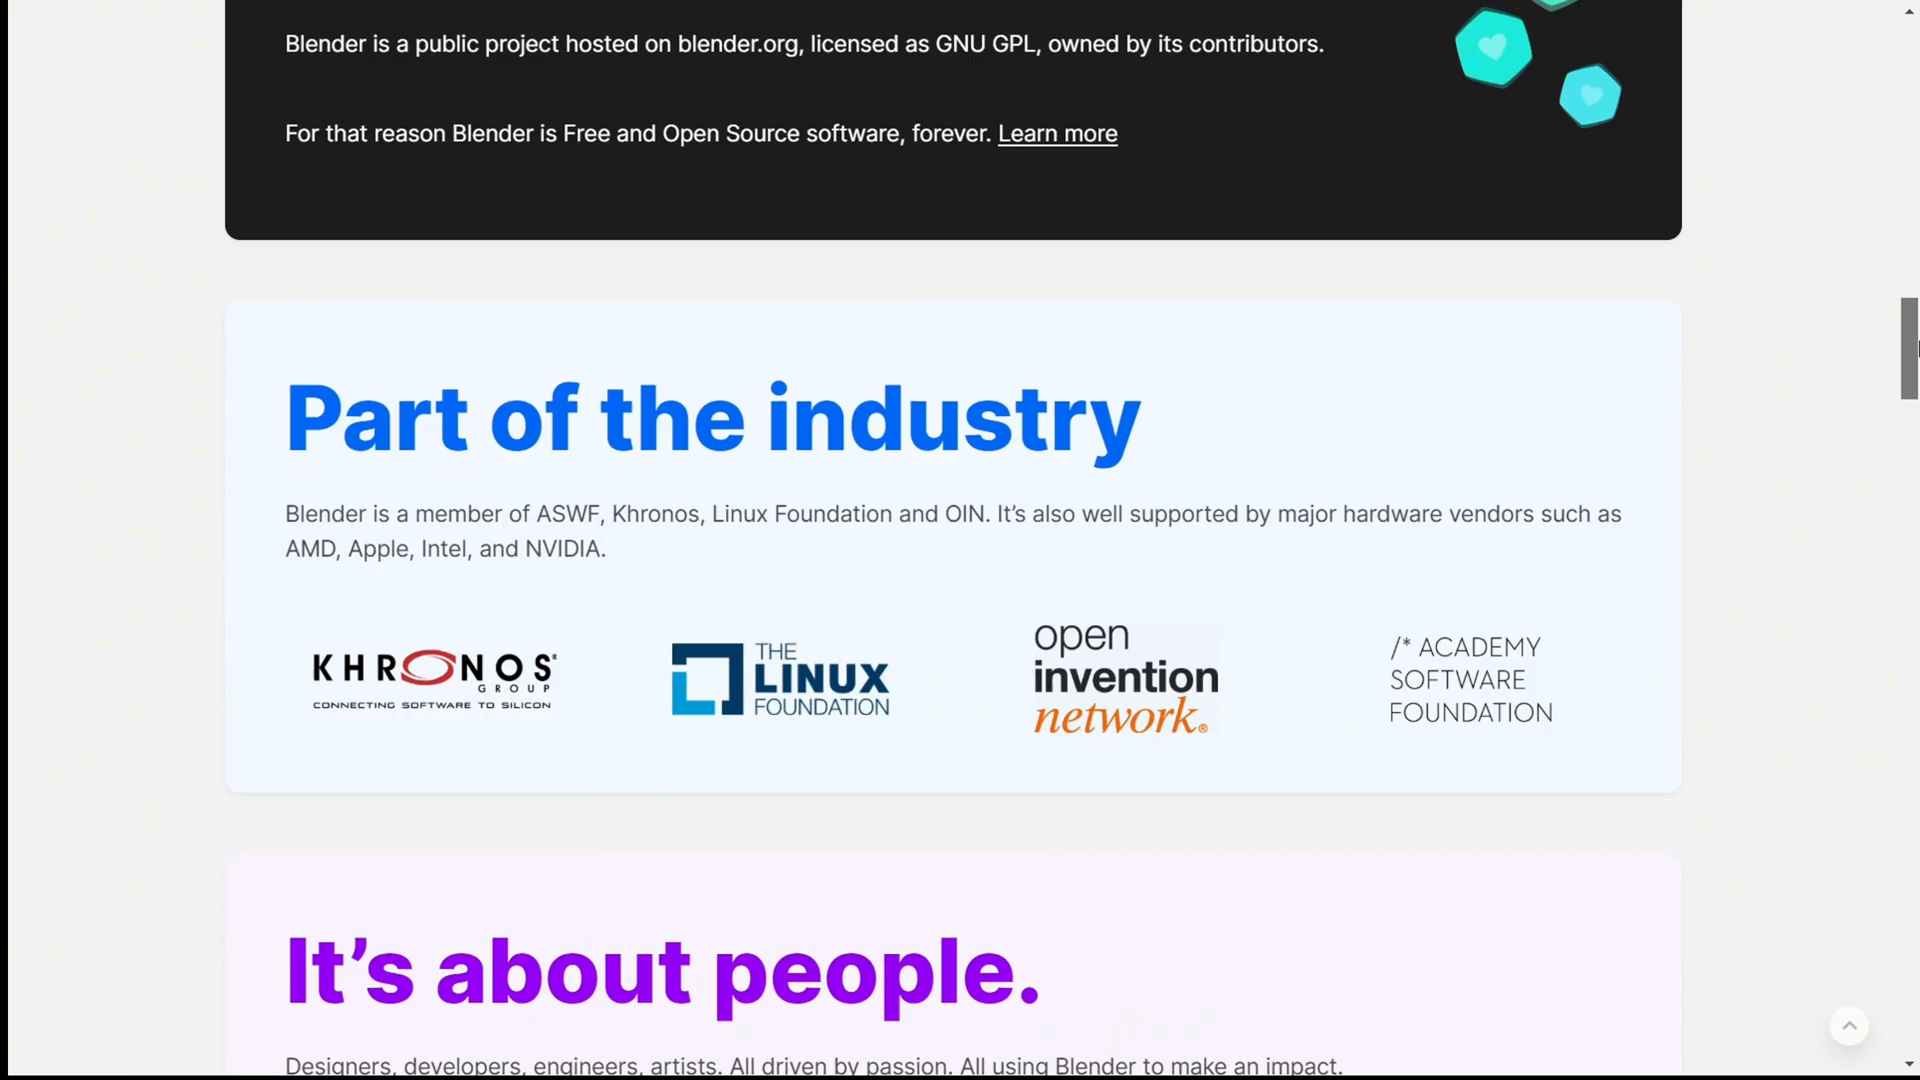 Blender is a public project hosted on blender.org, licensed as GNU GPL, owned by its contributors.
For that reason Blender is Free and Open Source software, forever. Learn more
Part of the industry
Blender is a member of ASWF, Khronos, Linux Foundation and OIN. It’s also well supported by major hardware vendors such as
AMD, Apple, Intel, and NVIDIA.
KHRONOS®
GROUP
CONNECTING SOFTWARE TO SILICON
THE
LINUX
FOUNDATION
open
invention
network®
/* ACADEMY
SOFTWARE
FOUNDATION
It’s about people.
Designers, developers, engineers, artists. All driven by passion. All using Blender to make an impact.